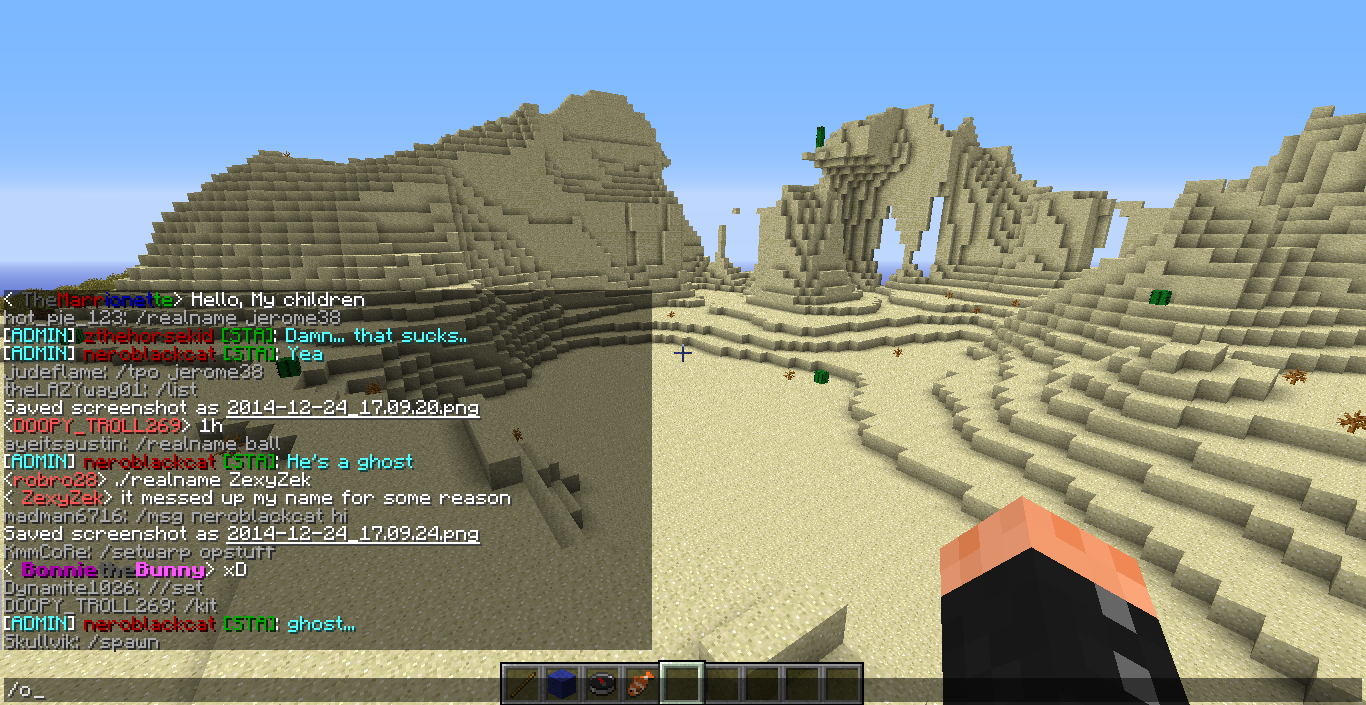 < TheMarrionette> Hello, My children
hot_pie_123: /realname jerome38
[ADMIN] zthehorsekid [STA]: Damn... that sucks..
[ADMIN] neroblackcat [STA]: Yea
judeflame: /tpo jerome38
theLAZYway01: /list
Saved screenshot as 2014-12-24_17.09.20.png
<DOOPY_TROLL269> 1h
ayeitsaustin: /realname ball
[ADMIN] neroblackcat [STA]: He's a ghost
<robro28> ./realname ZexyZek
< ZexyZek> it messed up my name for some reason
madman6716: /msg neroblackcat hi
Saved screenshot as 2014-12-24_17.09.24.png
KmmCoRe: /setwarp opstuff
< BonnietheBunny> xD
Dynamite1026: //set
DOOPY_TROLL269: /kit
[ADMIN] neroblackcat [STA]: ghost...
Skullvik: /spawn
/o_